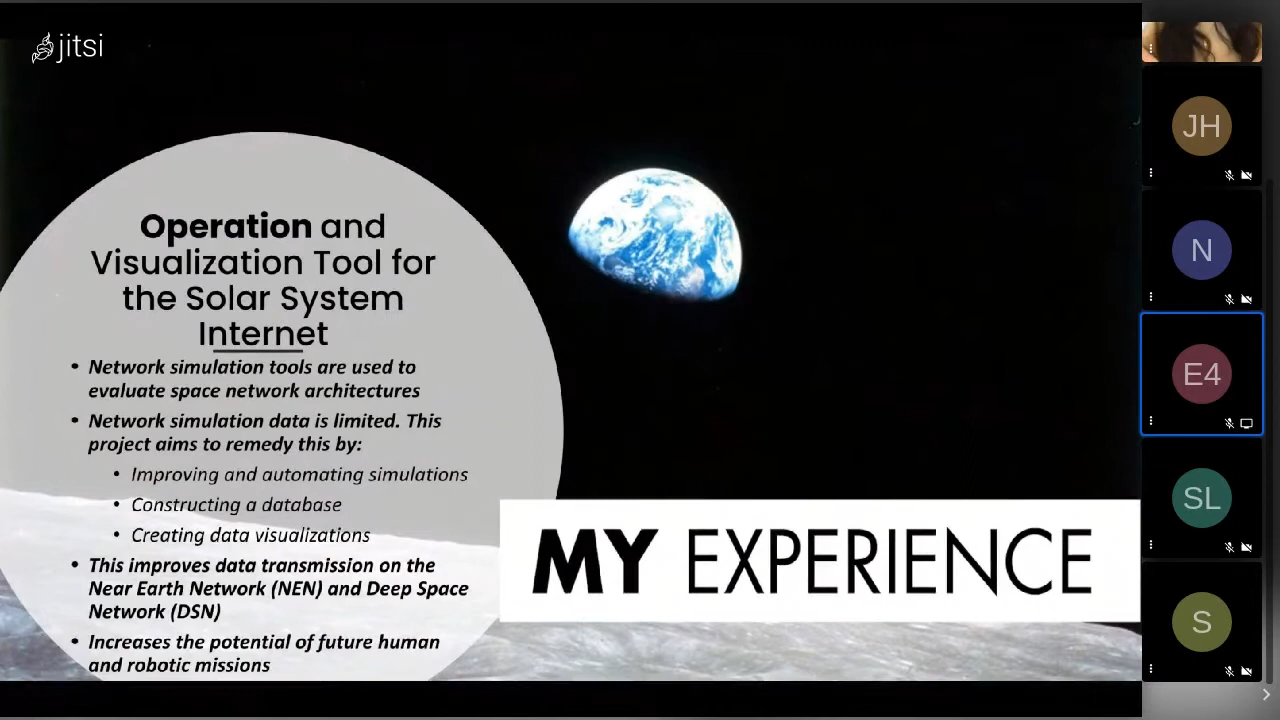 jitsi
Operation and
Visualization Tool for
the Solar System
Internet
• Network simulation tools are used to
evaluate space network architectures
• Network simulation data is limited. This
project aims to remedy this by:
• Improving and automating simulations
• Constructing a database
• Creating data visualizations
• This improves data transmission on the
Near Earth Network (NEN) and Deep Space
Network (DSN)
• Increases the potential of future human
and robotic missions
MY EXPERIENCE
JH
N
E4
SL
S